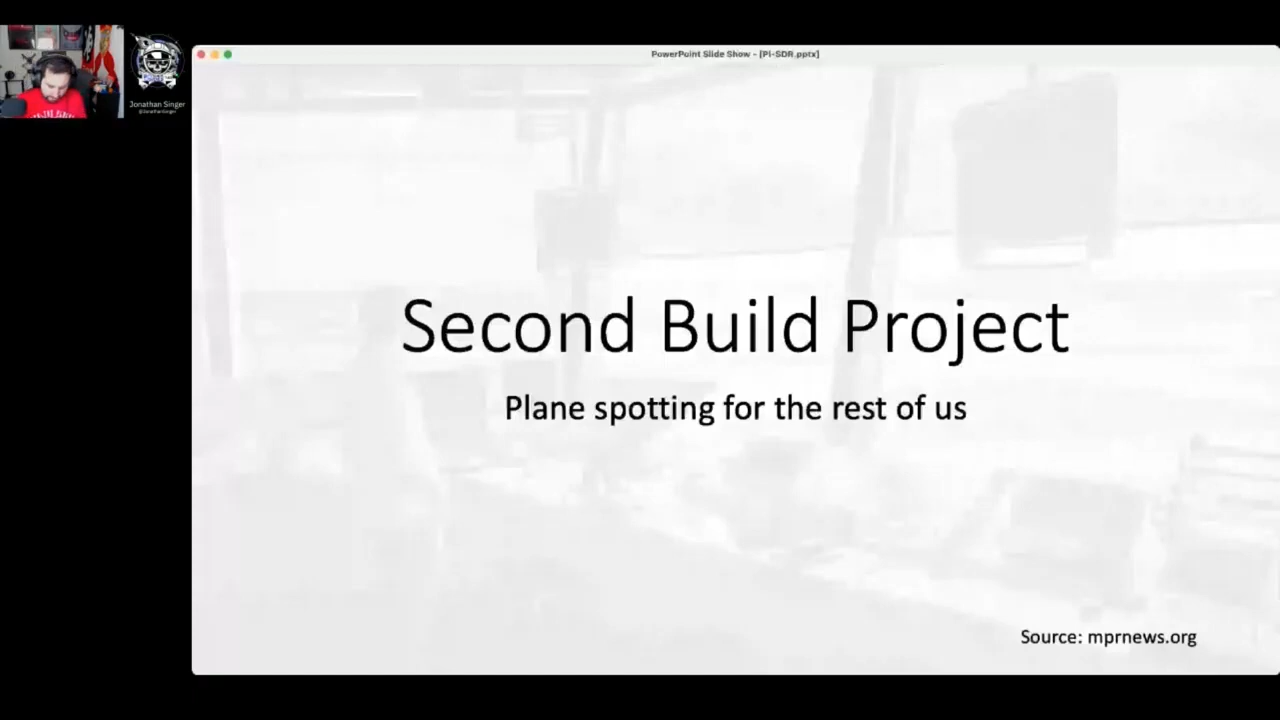 PowerPoint Slide Show - [Pi-SDR.pptx]
Jonathan Singer
@JonathanSinger
Second Build Project
Plane spotting for the rest of us
Source: mprnews.org